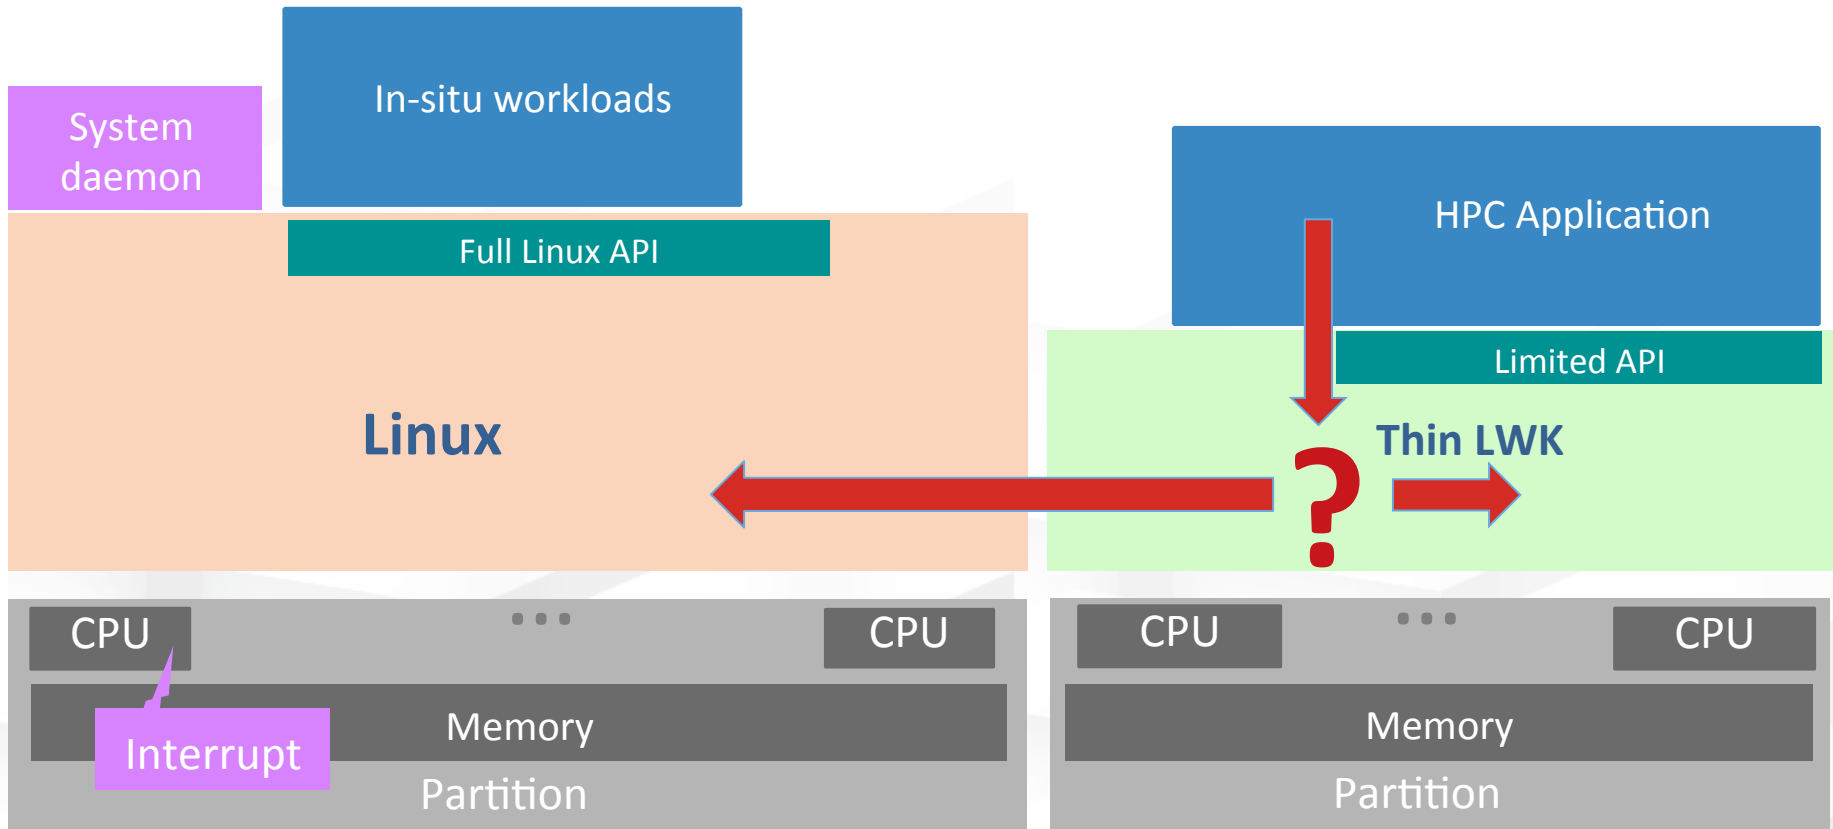 In-situ workloads
System
daemon
Full Linux API
Linux
HPC Application
Limited API
Thin LWK
?
CPU
...
CPU
Memory
Interrupt
Partition
CPU
...
CPU
Memory
Partition